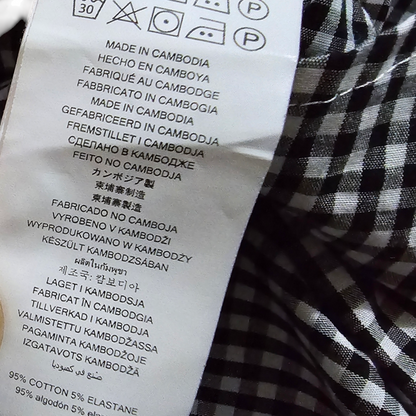 30
P
P
MADE IN CAMBODIA
HECHO EN CAMBOYA
FABRIQUÉ AU CAMBODGE
FABBRICATO IN CAMBOGIA
MADE IN CAMBODIA
GEFABRICEERD IN CAMBODJA
FREMSTILLET I CAMBODJA
СДЕЛАНО В КАМБОДЖЕ
FEITO NO CAMBODJA
カンボジア製
柬埔寨制造
柬埔寨製造
FABRICADO NO CAMBOJA
VYROBENO V KAMBODŽI
WYPRODUKOWANO W KAMBODŻY
KÉSZÜLT KAMBODZSÁBAN
ผลิตในกัมพูชา
제조국: 캄보디아
LAGET I KAMBODSJA
FABRICAT ÎN CAMBODGIA
TILLVERKAD I KAMBODJA
VALMISTETTU KAMBODŽASSA
PAGAMINTA KAMBODŽOJE
IZGATAVOTS KAMBODŽĀ
صنع في كمبوديا
95% COTTON 5% ELASTANE
95% algodón 5%